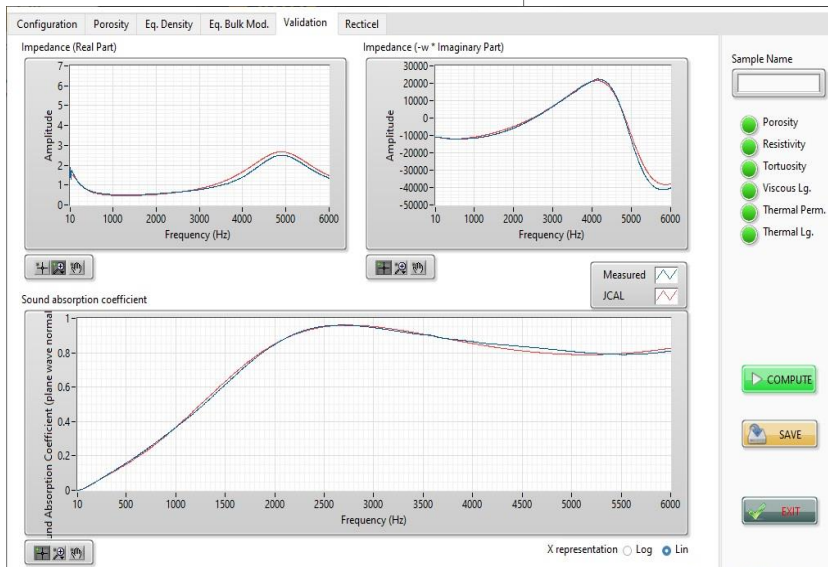 Configuration Porosity Eq. Density Eq. Bulk Mod. Validation Recticel
Impedance (Real Part)
Amplitude
7-
6-
5-
4-
3-
2-
1-
0-
10 1000 2000 3000 4000 5000 6000
Frequency (Hz)
Impedance (-w * Imaginary Part)
Amplitude
30000-
20000-
10000-
0-
-10000-
-20000-
-30000-
-40000-
-50000-
10 1000 2000 3000 4000 5000 6000
Frequency (Hz)
Measured
JCAL
Sound absorption coefficient
und Absorption Coefficient (plane wave normal
1-
0.8-
0.6-
0.4-
0.2-
0-
10 500 1000 1500 2000 2500 3000 3500 4000 4500 5000 5500 6000
Frequency (Hz)
X representation Log Lin
Sample Name
Porosity
Resistivity
Tortuosity
Viscous Lg.
Thermal Perm.
Thermal Lg.
COMPUTE
SAVE
EXIT